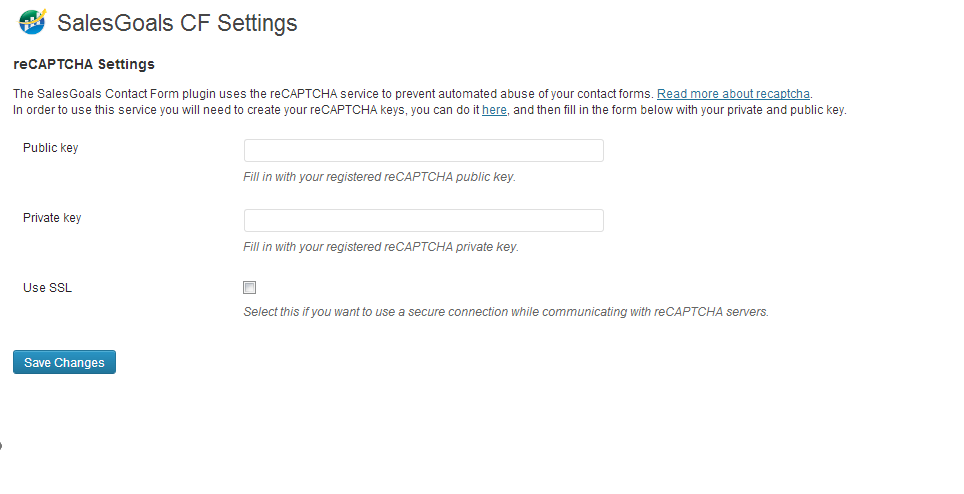 SalesGoals CF Settings
reCAPTCHA Settings
The SalesGoals Contact Form plugin uses the reCAPTCHA service to prevent automated abuse of your contact forms. Read more about recaptcha.
In order to use this service you will need to create your reCAPTCHA keys, you can do it here, and then fill in the form below with your private and public key.
Public key
Fill in with your registered reCAPTCHA public key.
Private key
Fill in with your registered reCAPTCHA private key.
Use SSL
Select this if you want to use a secure connection while communicating with reCAPTCHA servers.
Save Changes